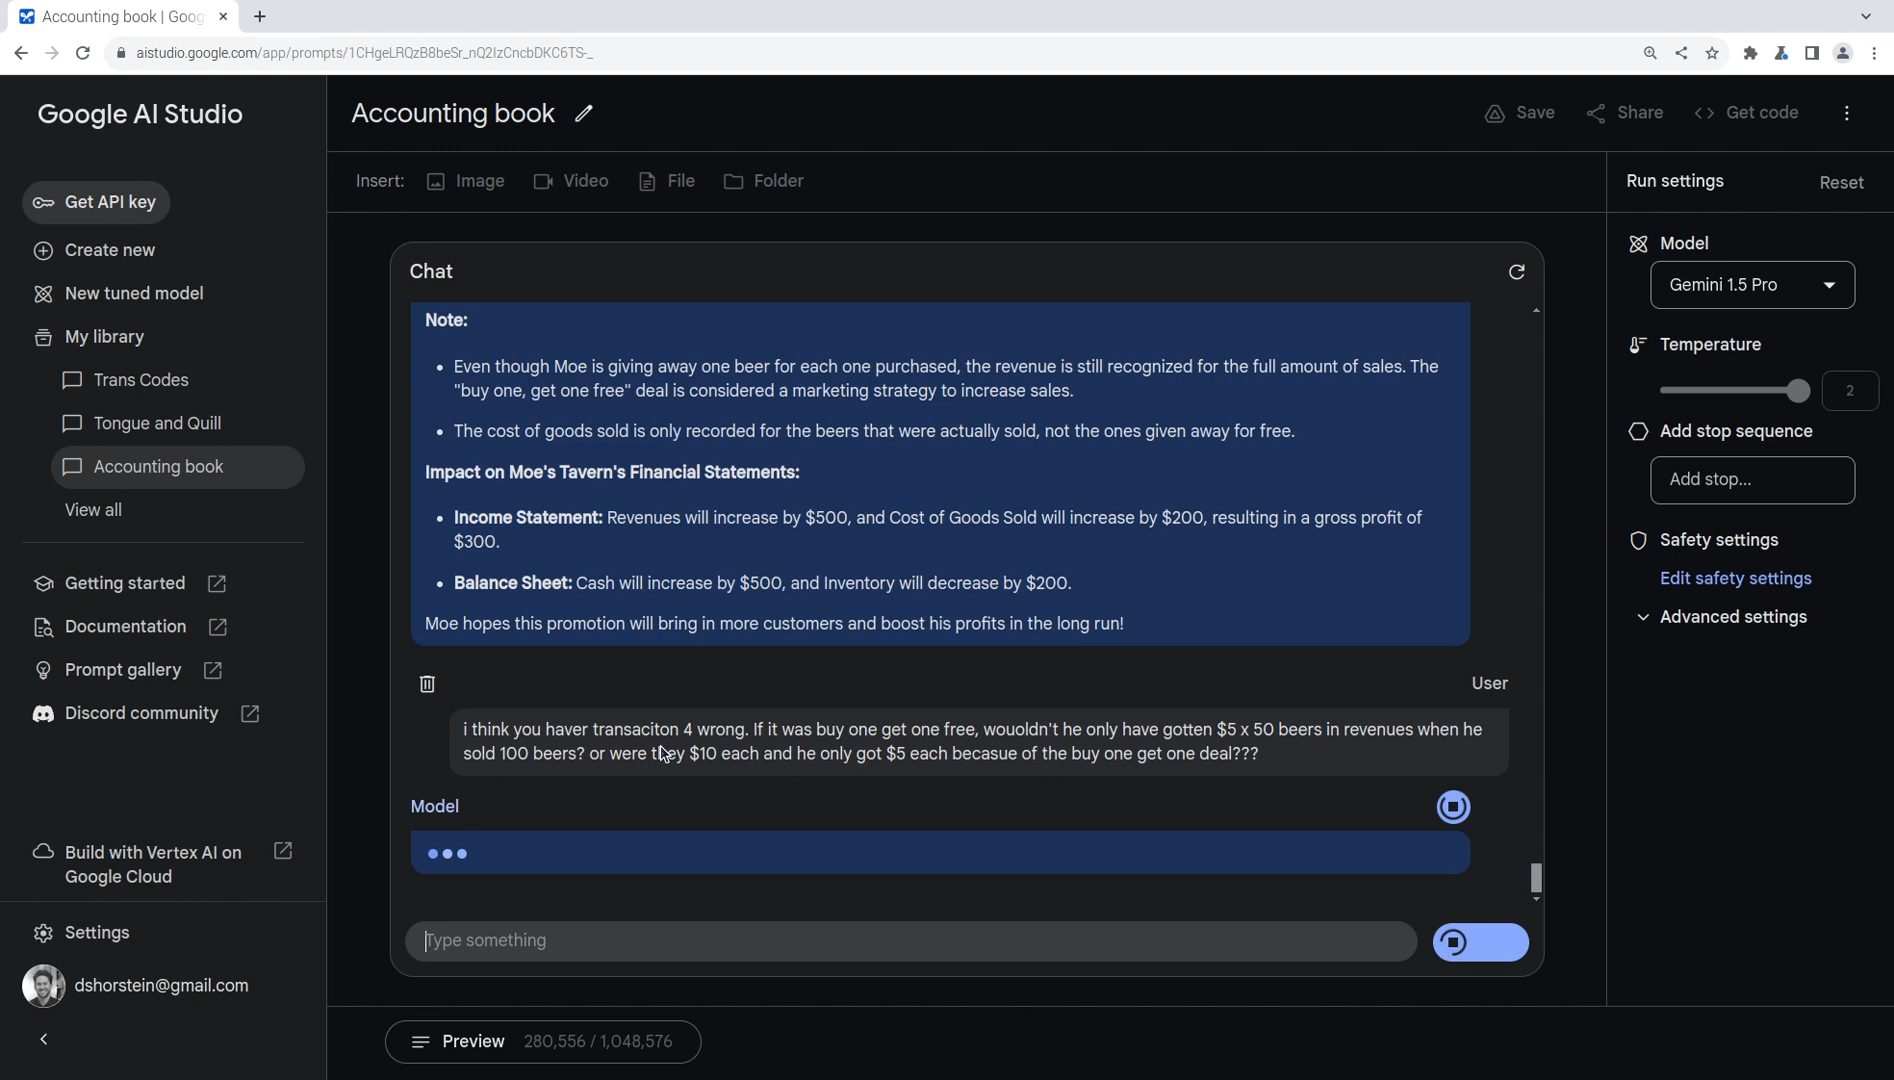 Accounting book | Goog
aistudio.google.com/app/prompts/1CHgeLRQzB8beSr_nQ2IzCncbDKC6TS-_
Google AI Studio
Get API key
Create new
New tuned model
My library
Trans Codes
Tongue and Quill
Accounting book
View all
Getting started
Documentation
Prompt gallery
Discord community
Build with Vertex AI on
Google Cloud
Settings
dshorstein@gmail.com
Accounting book
Save
Share
Get code
Insert:
Image
Video
File
Folder
Chat
Note:
Even though Moe is giving away one beer for each one purchased, the revenue is still recognized for the full amount of sales. The
"buy one, get one free" deal is considered a marketing strategy to increase sales.
The cost of goods sold is only recorded for the beers that were actually sold, not the ones given away for free.
Impact on Moe's Tavern's Financial Statements:
Income Statement: Revenues will increase by $500, and Cost of Goods Sold will increase by $200, resulting in a gross profit of
$300.
Balance Sheet: Cash will increase by $500, and Inventory will decrease by $200.
Moe hopes this promotion will bring in more customers and boost his profits in the long run!
User
i think you haver transaciton 4 wrong. If it was buy one get one free, wouoldn't he only have gotten $5 x 50 beers in revenues when he
sold 100 beers? or were they $10 each and he only got $5 each becasue of the buy one get one deal???
Model
Type something
Preview 280,556 / 1,048,576
Run settings
Reset
Model
Gemini 1.5 Pro
Temperature
2
Add stop sequence
Add stop...
Safety settings
Edit safety settings
Advanced settings